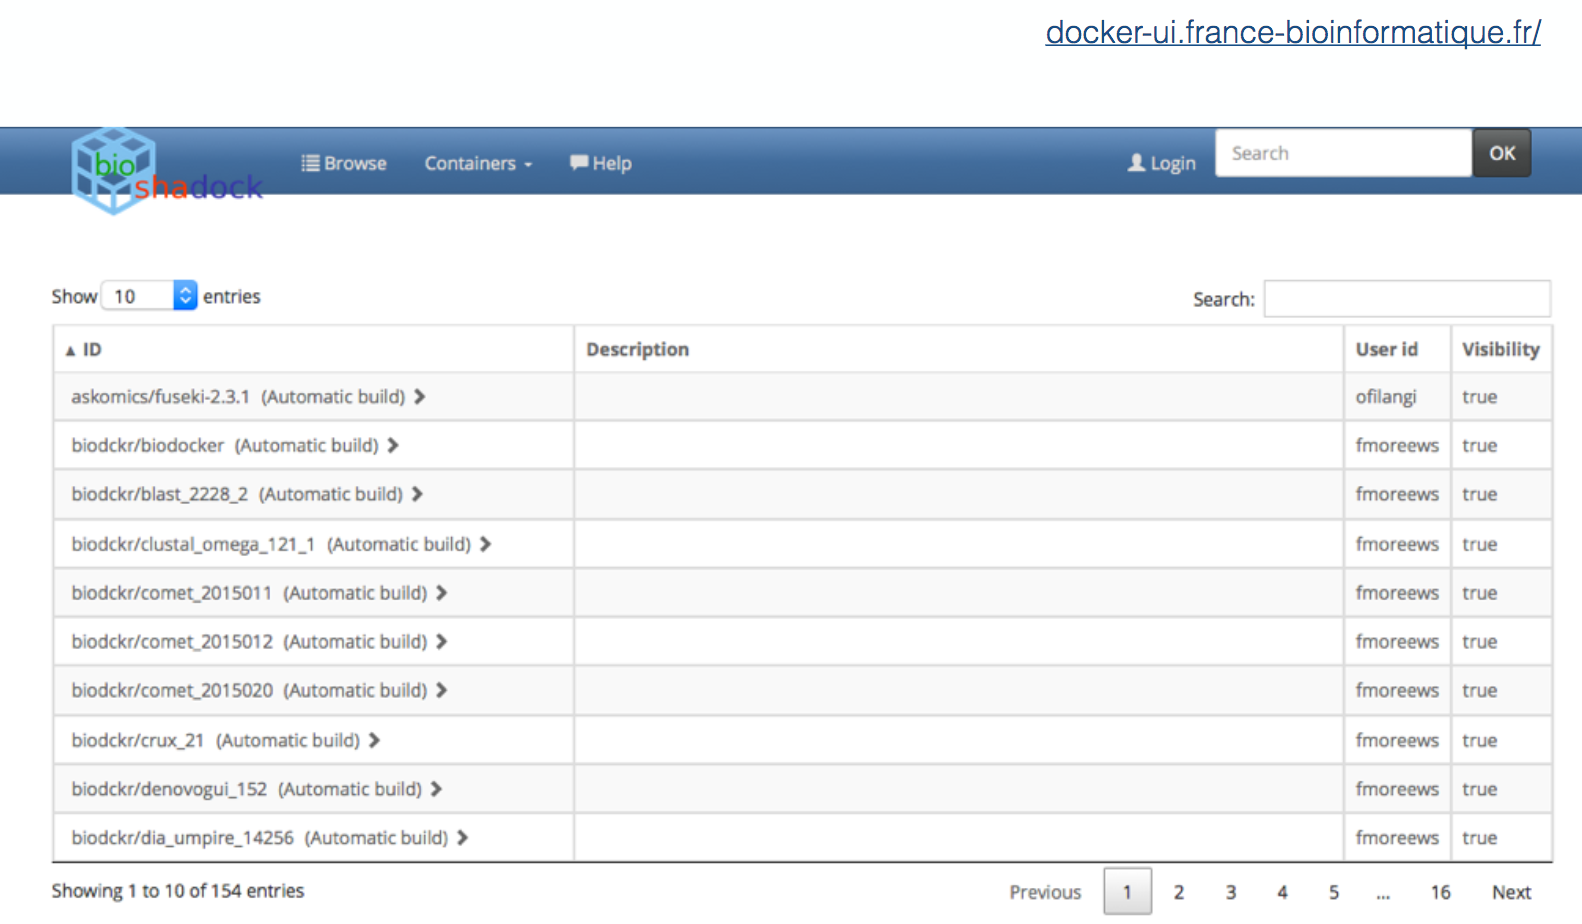 docker-ui.france-bioinformatique.fr/
bio
shadock
Browse Containers Help Login Search OK
Show 10 entries Search:
ID Description User id Visibility
askomics/fuseki-2.3.1 (Automatic build) ofilangi true
biodckr/biodocker (Automatic build) fmoreews true
biodckr/blast_2228_2 (Automatic build) fmoreews true
biodckr/clustal_omega_121_1 (Automatic build) fmoreews true
biodckr/comet_2015011 (Automatic build) fmoreews true
biodckr/comet_2015012 (Automatic build) fmoreews true
biodckr/comet_2015020 (Automatic build) fmoreews true
biodckr/crux_21 (Automatic build) fmoreews true
biodckr/denovogui_152 (Automatic build) fmoreews true
biodckr/dia_umpire_14256 (Automatic build) fmoreews true
Showing 1 to 10 of 154 entries Previous 1 2 3 4 5 ... 16 Next